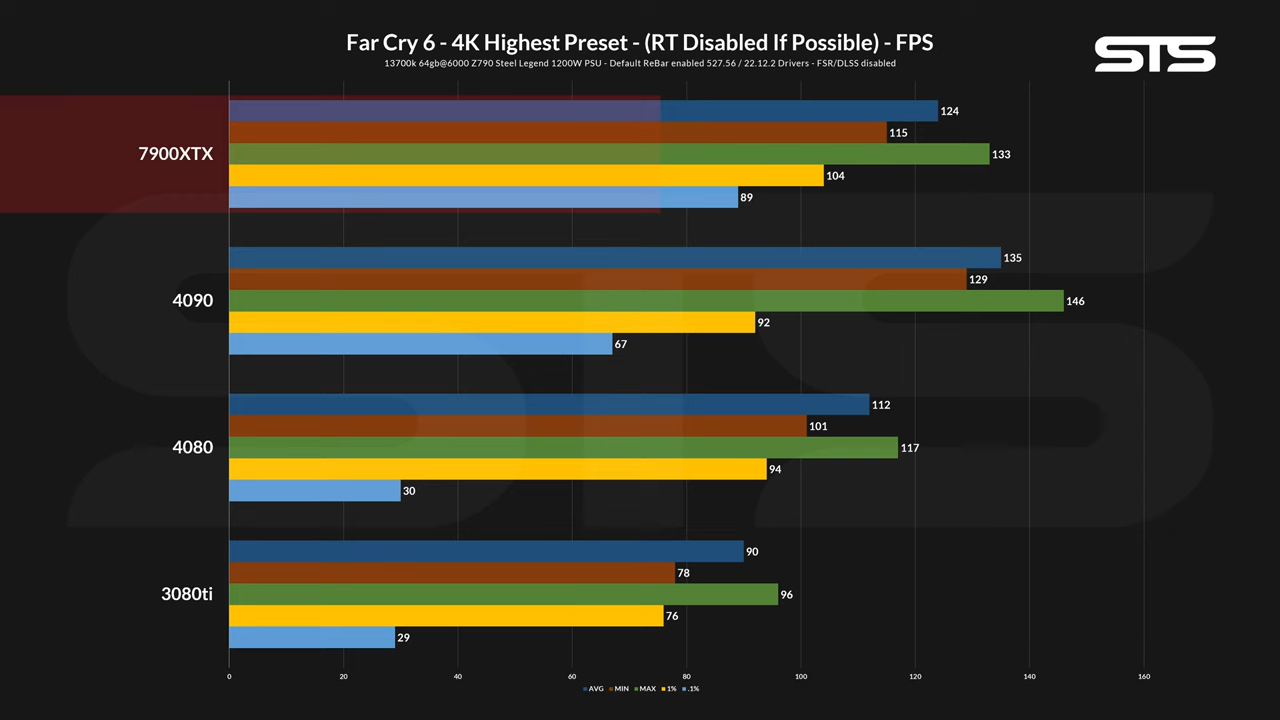 Far Cry 6 - 4K Highest Preset - (RT Disabled If Possible) - FPS
13700k 64gb@6000 Z790 Steel Legend 1200W PSU - Default ReBar enabled 527.56 / 22.12.2 Drivers - FSR/DLSS disabled
STS
7900XTX
124
115
133
104
89
4090
135
129
146
92
67
4080
112
101
117
94
30
3080ti
90
78
96
76
29
0 20 40 60 80 100 120 140 160
AVG MIN MAX 1% .1%
STS